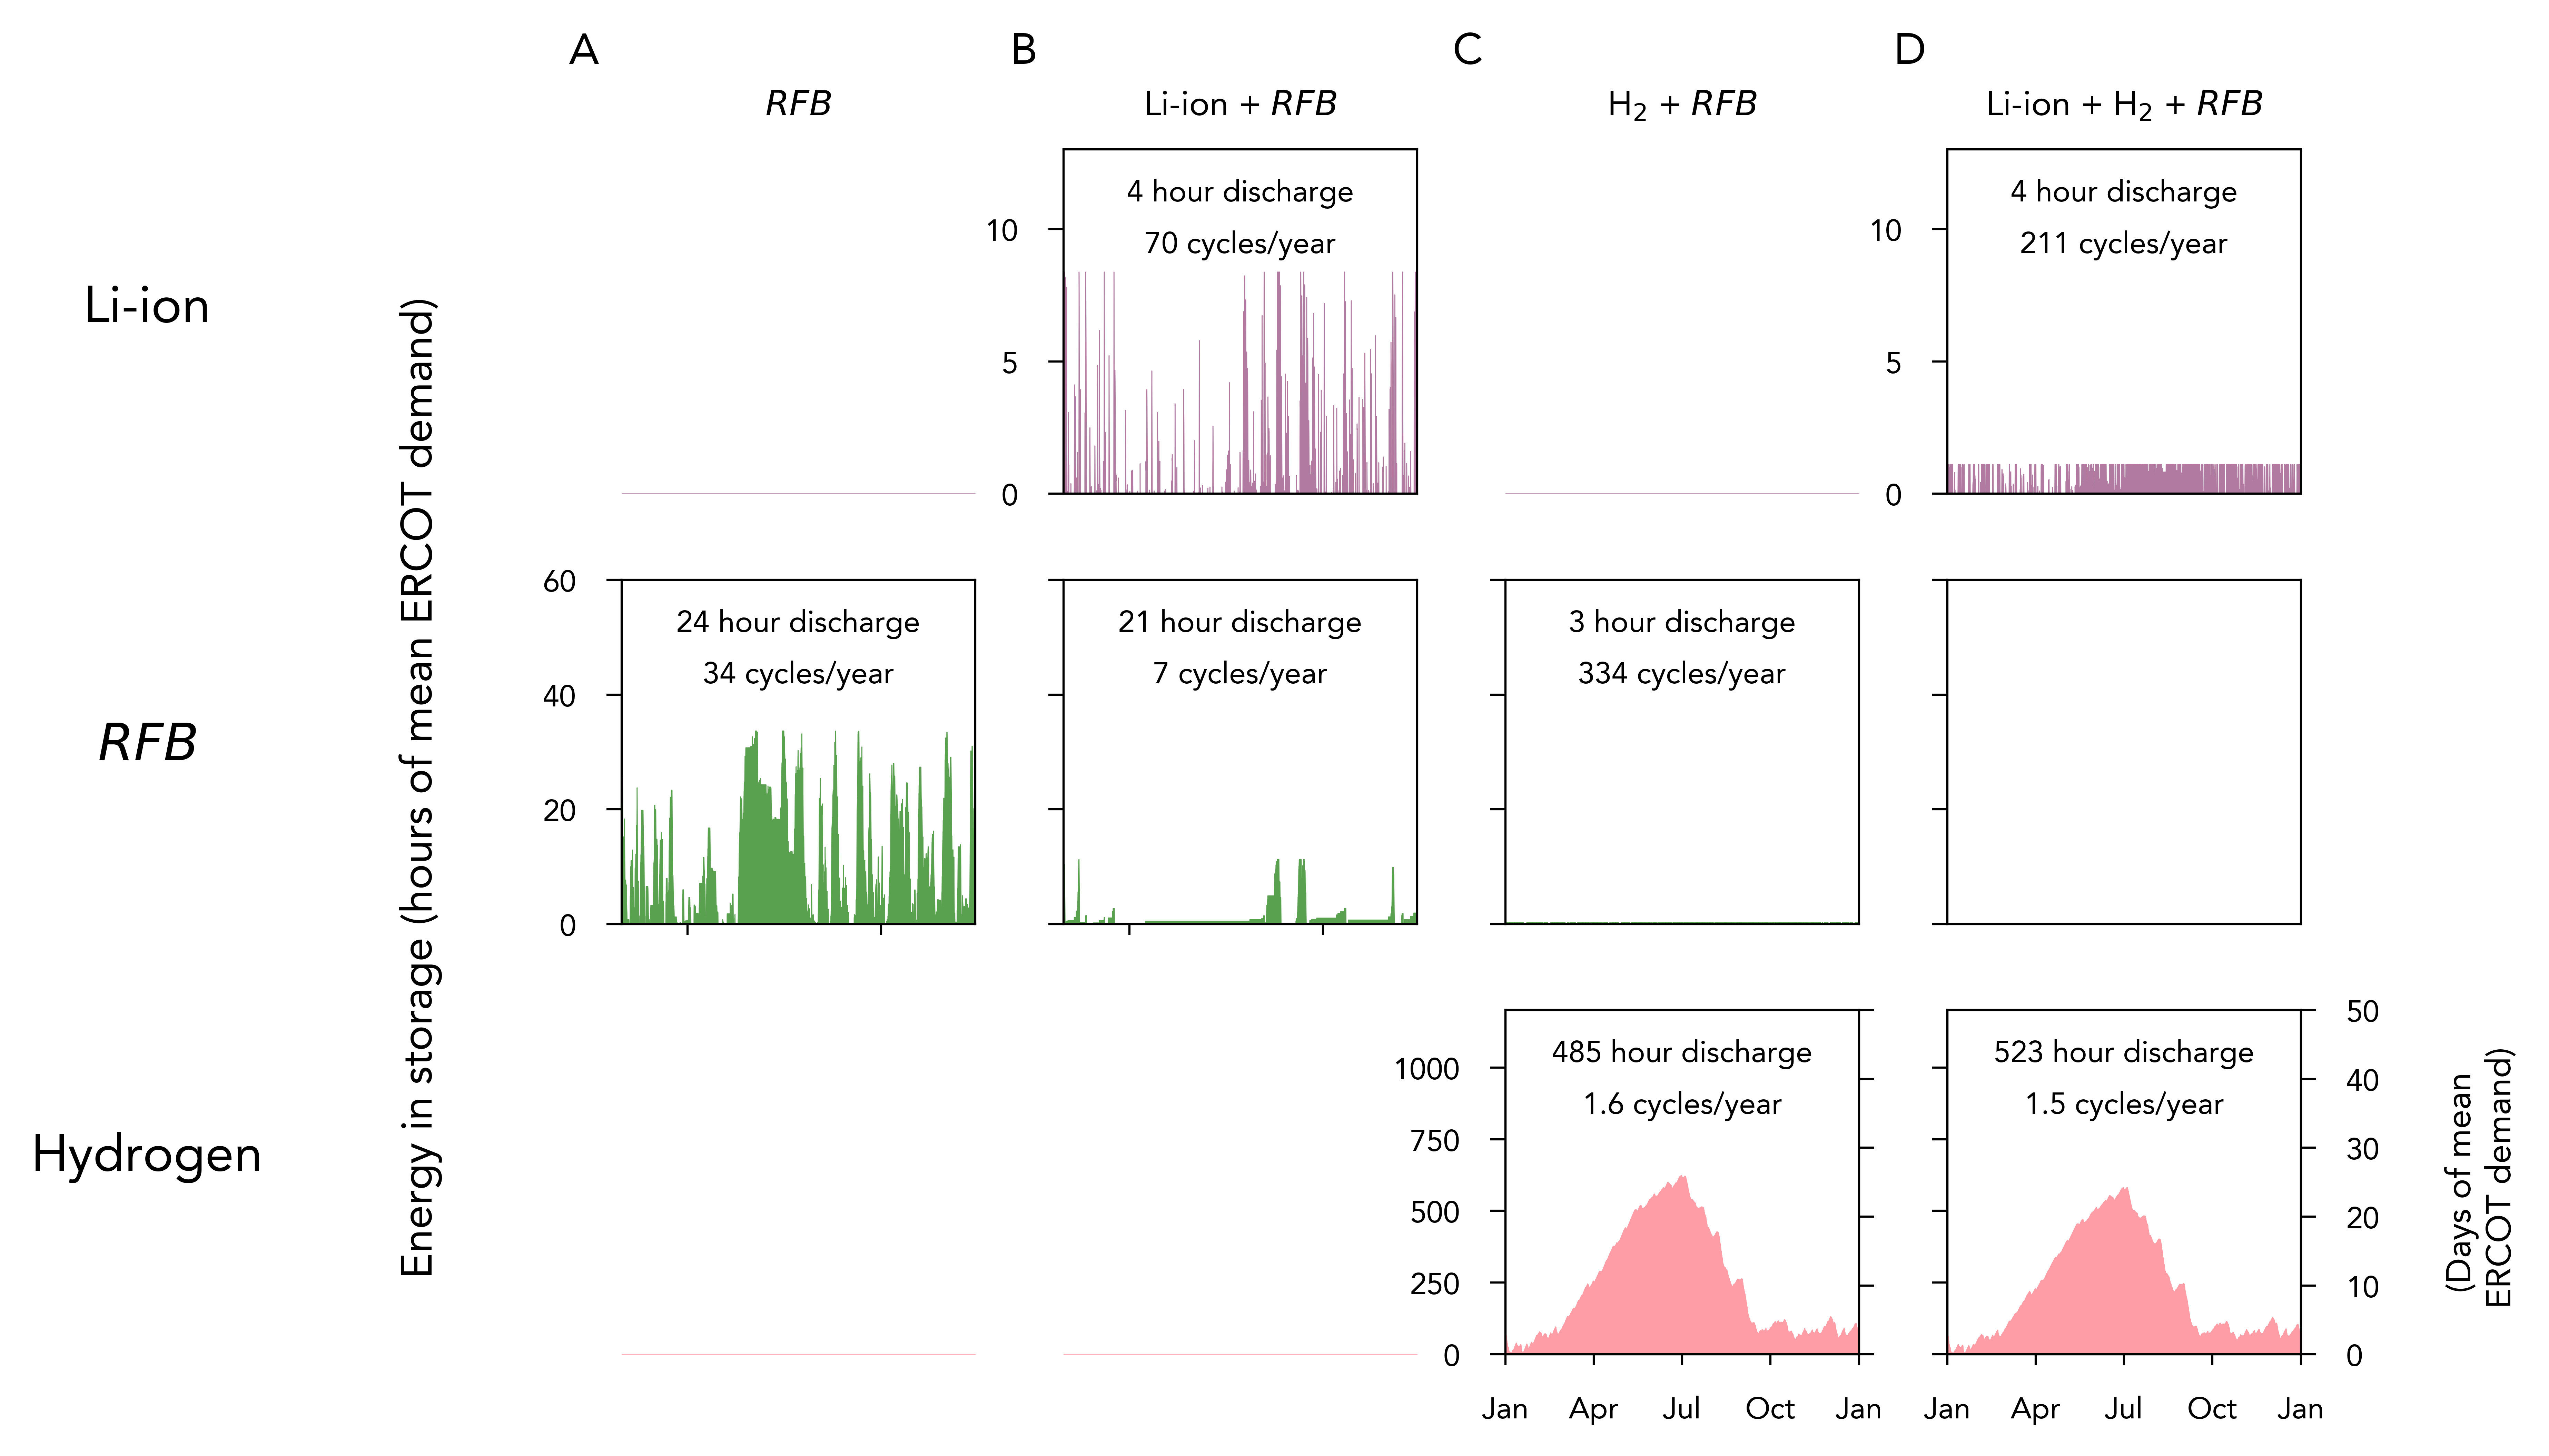 A
B
C
D
RFB
Li-ion + RFB
H₂ + RFB
Li-ion + H₂ + RFB
Li-ion
RFB
Hydrogen
Energy in storage (hours of mean ERCOT demand)
10
5
0
4 hour discharge
70 cycles/year
10
5
0
4 hour discharge
211 cycles/year
60
40
20
0
24 hour discharge
34 cycles/year
21 hour discharge
7 cycles/year
3 hour discharge
334 cycles/year
1000
750
500
250
0
485 hour discharge
1.6 cycles/year
Jan Apr Jul Oct Jan
523 hour discharge
1.5 cycles/year
Jan Apr Jul Oct Jan
50
40
30
20
10
0
(Days of mean
ERCOT demand)